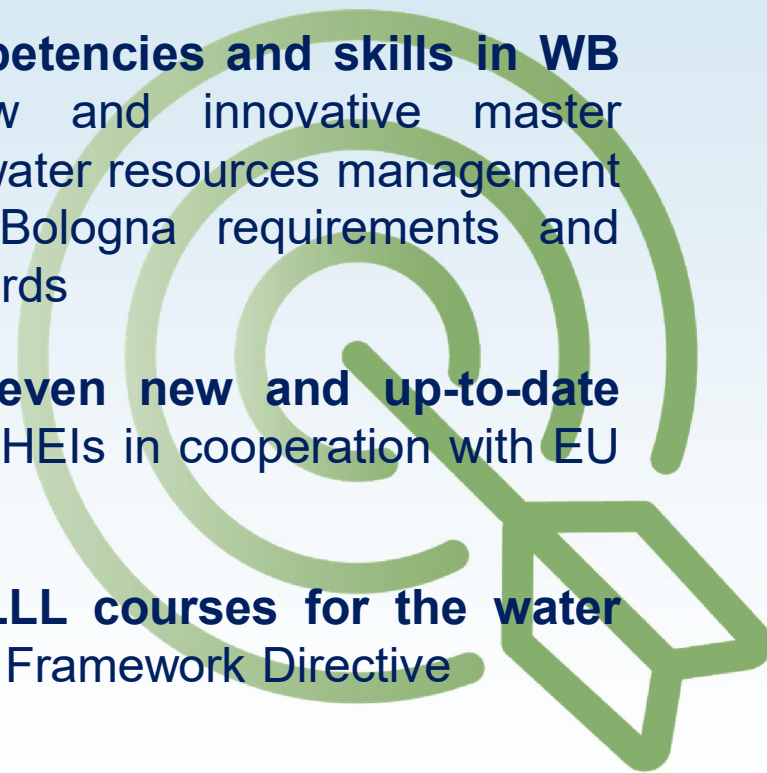 petencies and skills in WB
w and innovative master
water resources management
Bologna requirements and
rds
even new and up-to-date
HEIs in cooperation with EU
LLL courses for the water
Framework Directive